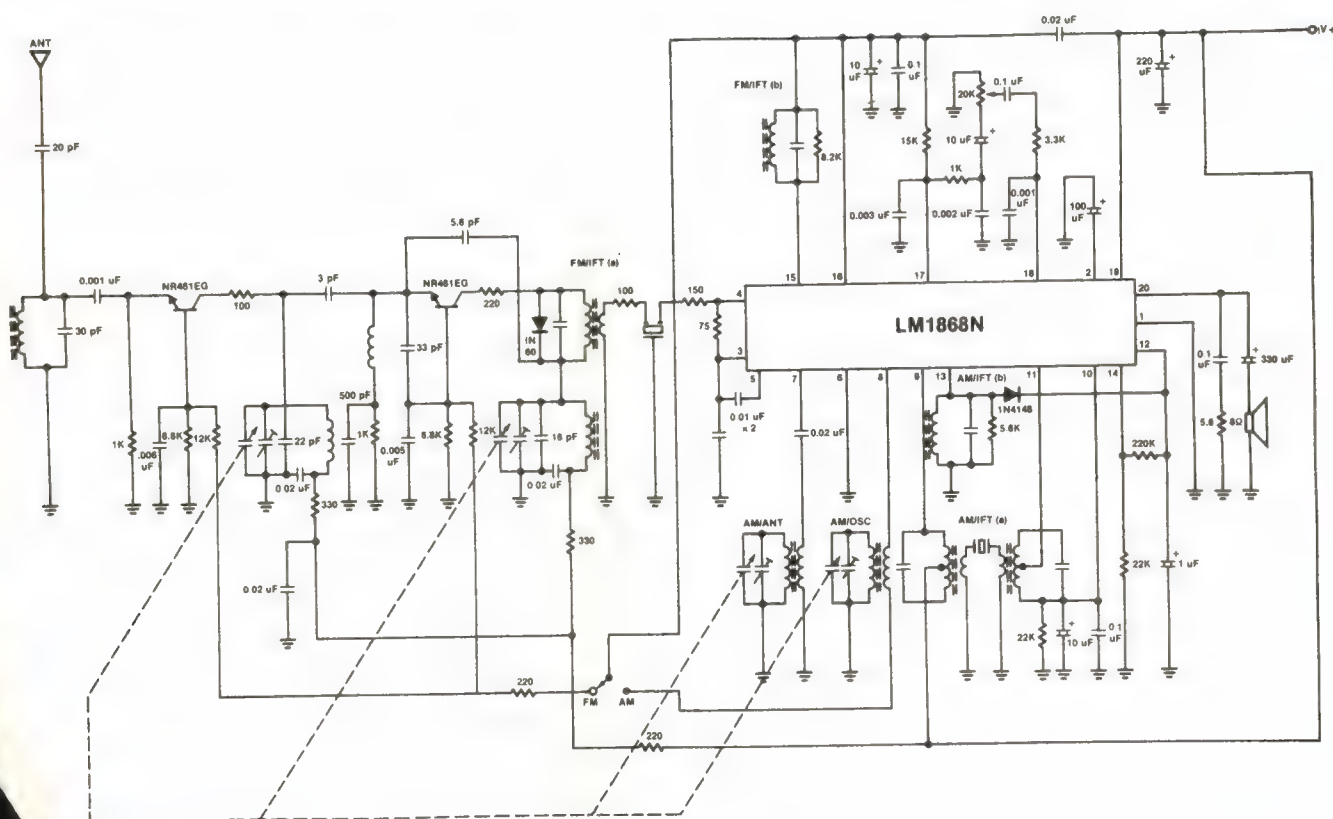 0.02 uF
V+
ANT
10 uF
0.1 uF
220 uF
FM/IFT (b)
20K
0.1 uF
20 pF
8.2K
15K
10 uF
3.3K
1K
5.6 pF
0.003 uF
0.002 uF
0.001 uF
100 uF
FM/IFT (a)
0.001 uF
NR461EG
3 pF
NR461EG
15
16
17
18
2
19
100
220
100
150
4
20
30 pF
1N 60
75
LM1868N
1
33 pF
3
12
5
7
6
8
9
13
11
10
14
0.1 uF
330 uF
500 pF
AM/IFT (b)
1N4148
0.01 uF x 2
1K
.006 uF
6.8K
12K
22 pF
1K
0.005 uF
6.8K
12K
18 pF
0.02 uF
5.6K
220K
5.6
8Ω
0.02 uF
0.02 uF
330
330
AM/ANT
AM/OSC
AM/IFT (a)
22K
1 uF
0.02 uF
22K
10 uF
0.1 uF
220
FM
AM
220